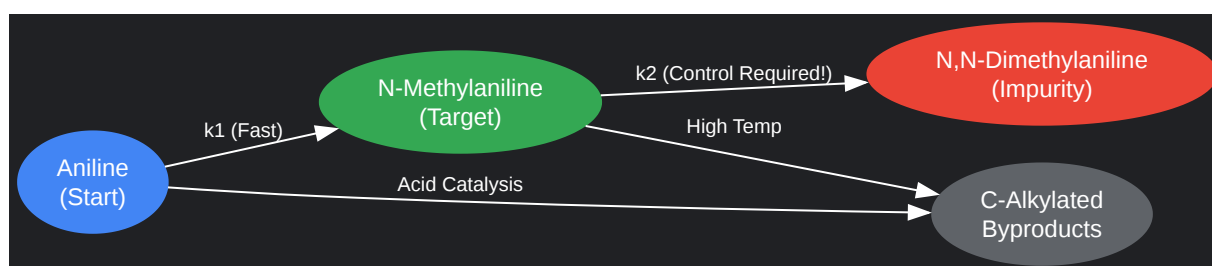 Aniline
(Start)
k1 (Fast)
N-Methylaniline
(Target)
k2 (Control Required!)
N,N-Dimethylaniline
(Impurity)
High Temp
Acid Catalysis
C-Alkylated
Byproducts